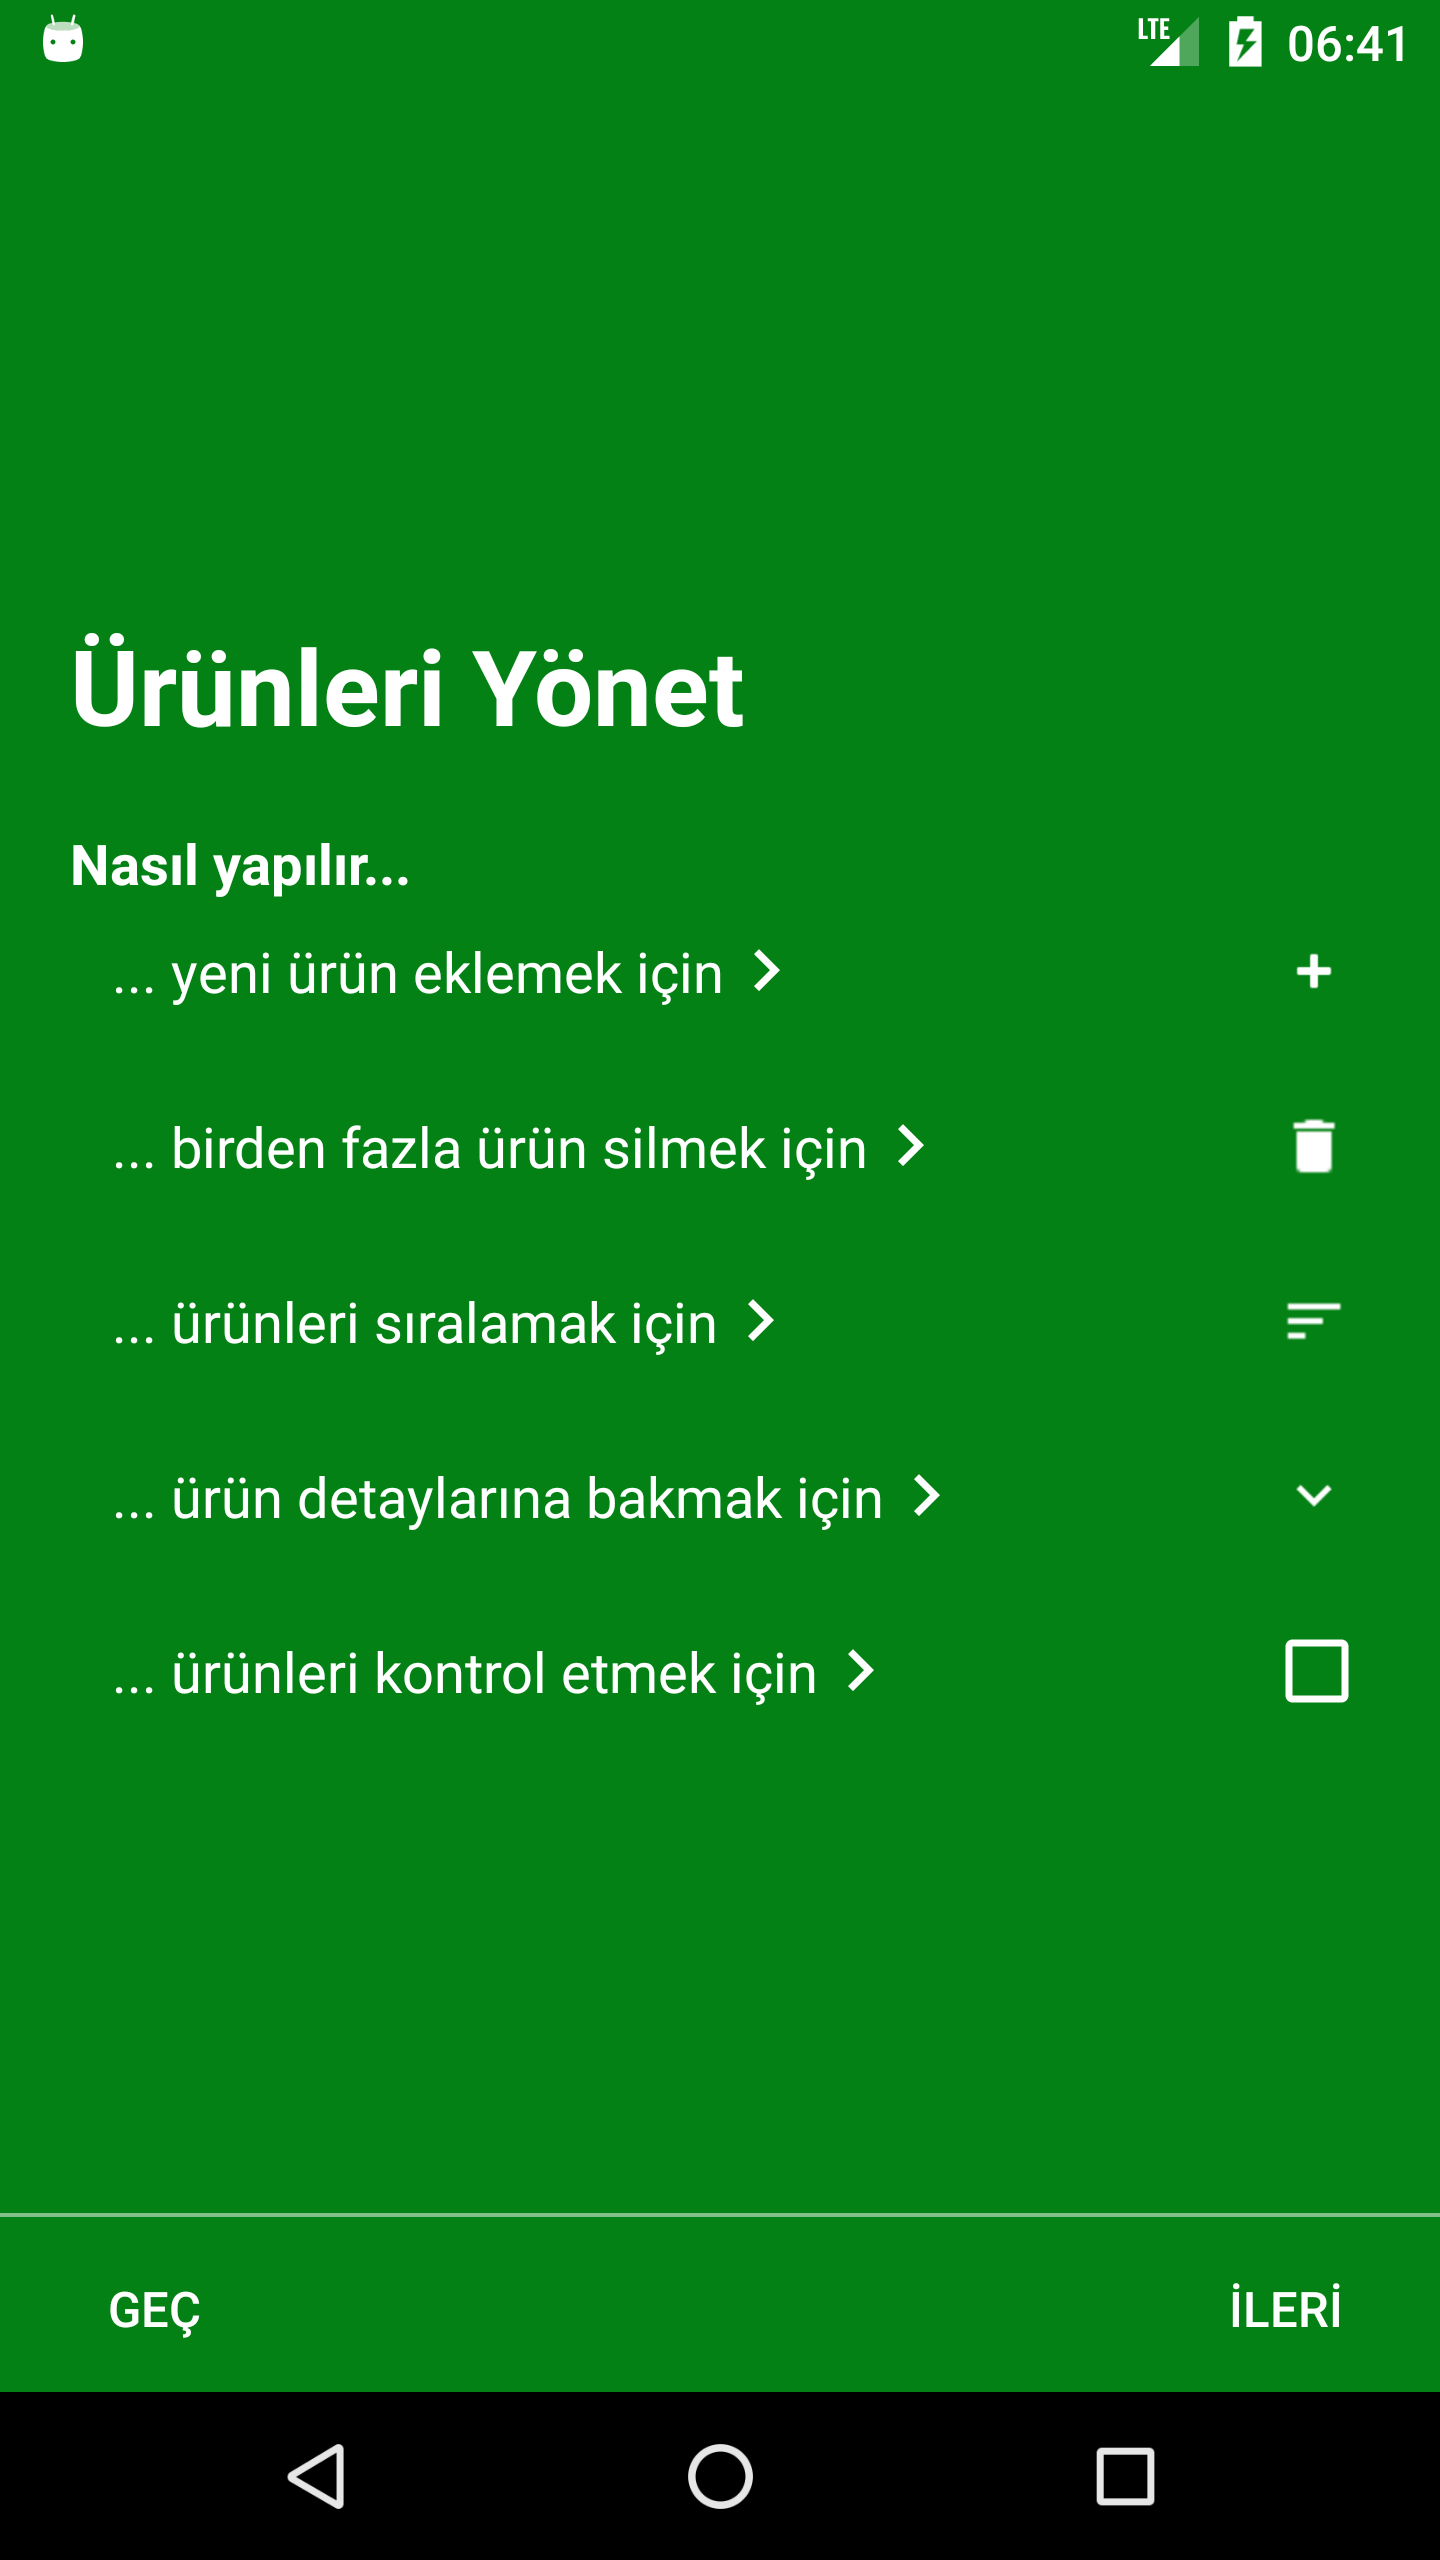 LTE 06:41
Ürünleri Yönet
Nasıl yapılır...
... yeni ürün eklemek için
... birden fazla ürün silmek için
... ürünleri sıralamak için
... ürün detaylarına bakmak için
... ürünleri kontrol etmek için
GEÇ İLERİ